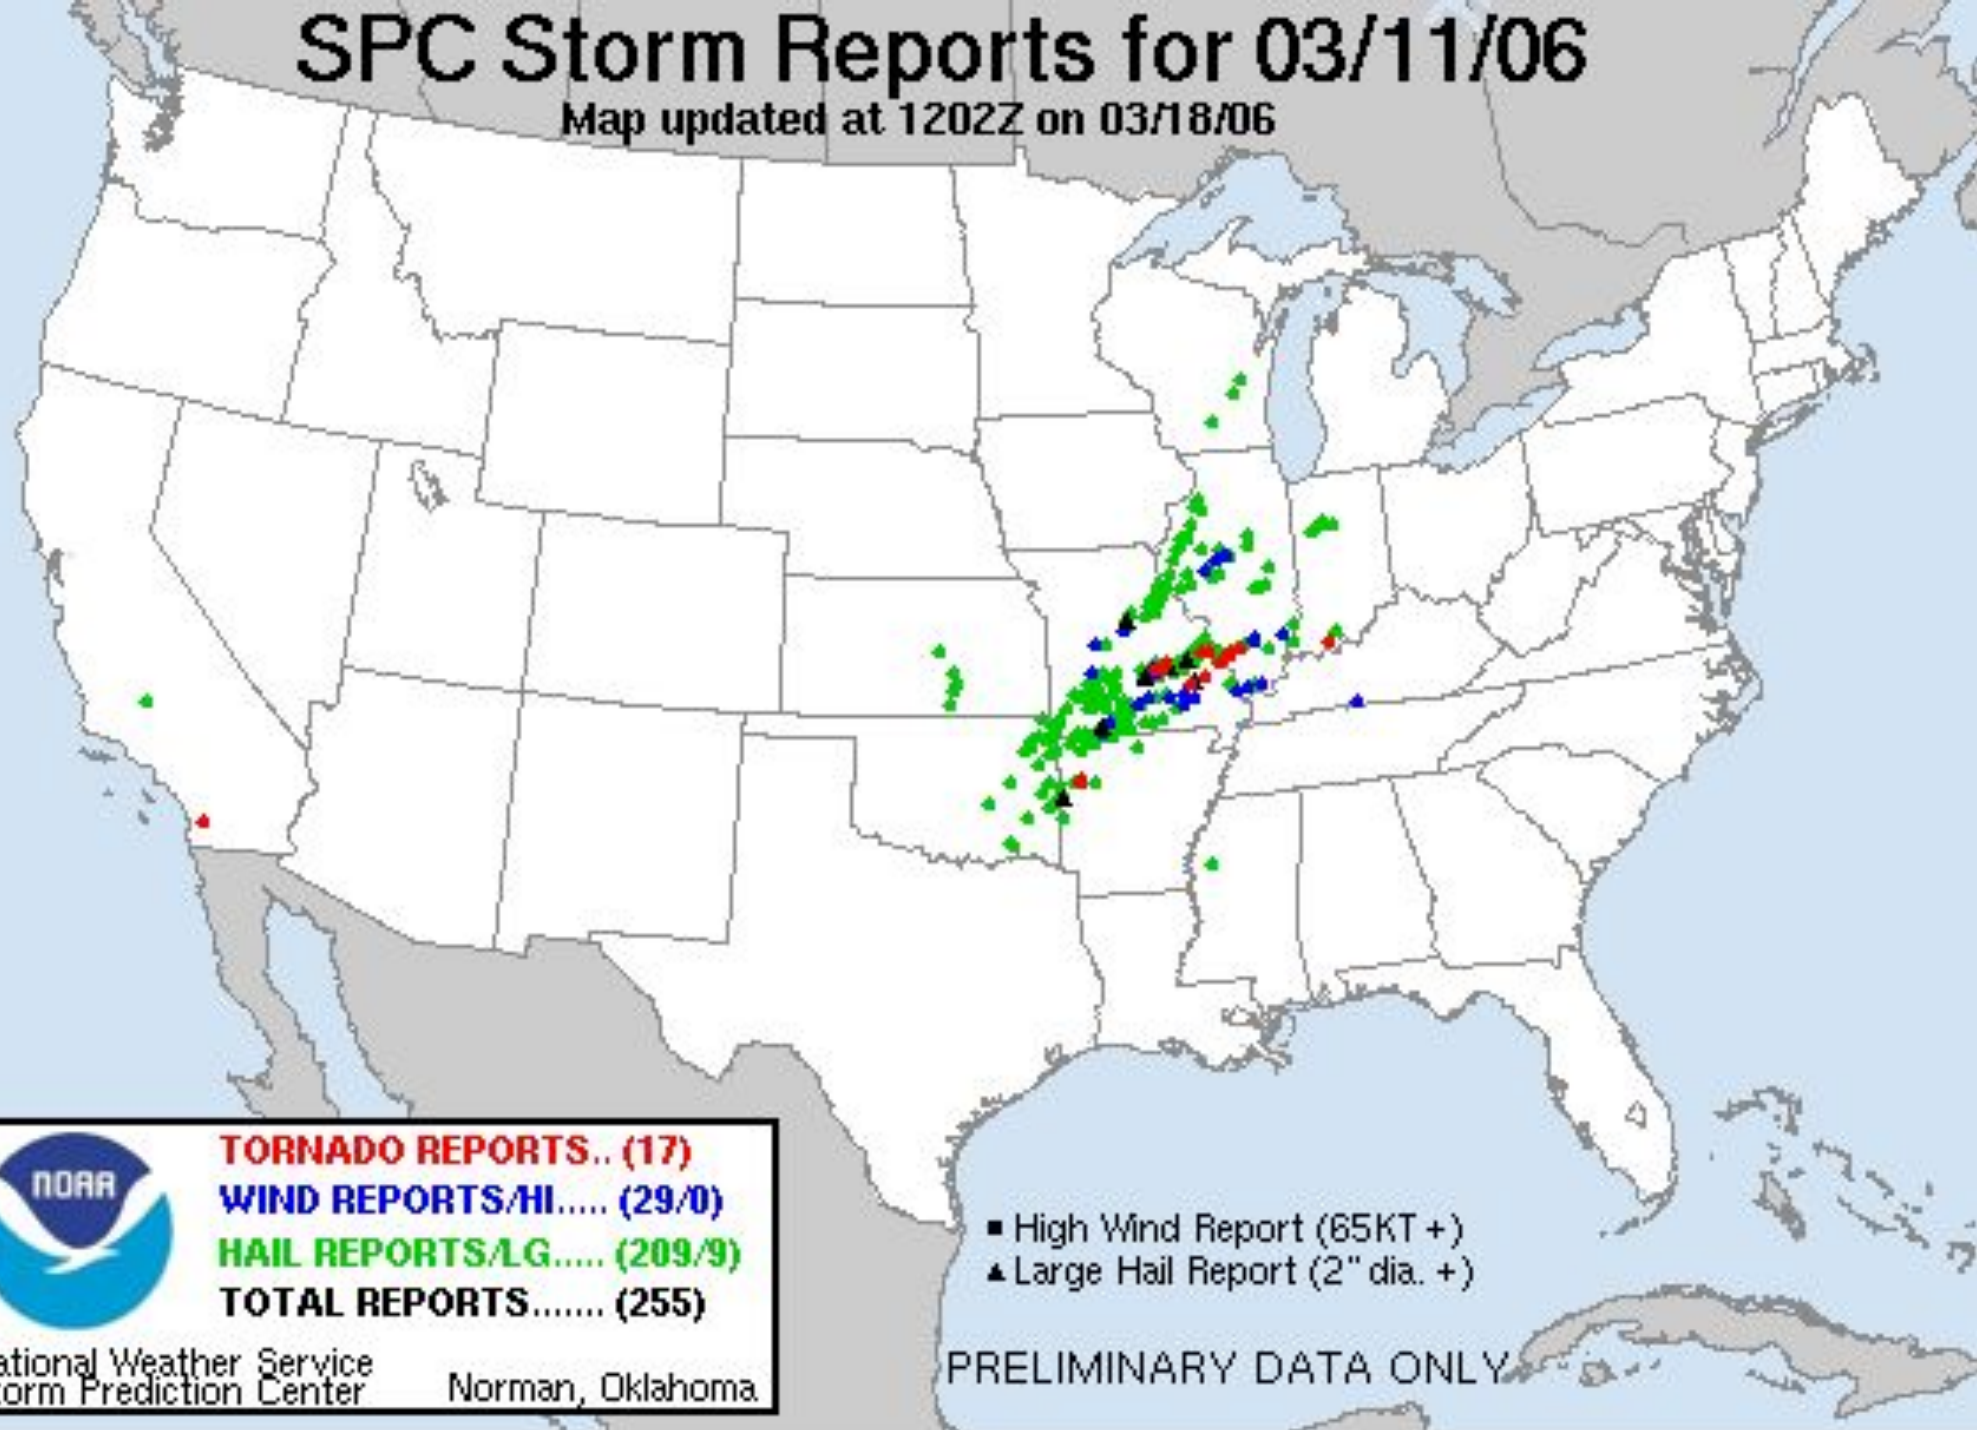 SPC Storm Reports for 03/11/06
Map updated at 1202Z on 03/18/06
NOAA
TORNADO REPORTS.. (17)
WIND REPORTS/HI..... (29/0)
HAIL REPORTS/LG..... (209/9)
TOTAL REPORTS....... (255)
ational Weather Service
torm Prediction Center Norman, Oklahoma
High Wind Report (65KT +)
Large Hail Report (2" dia. +)
PRELIMINARY DATA ONLY